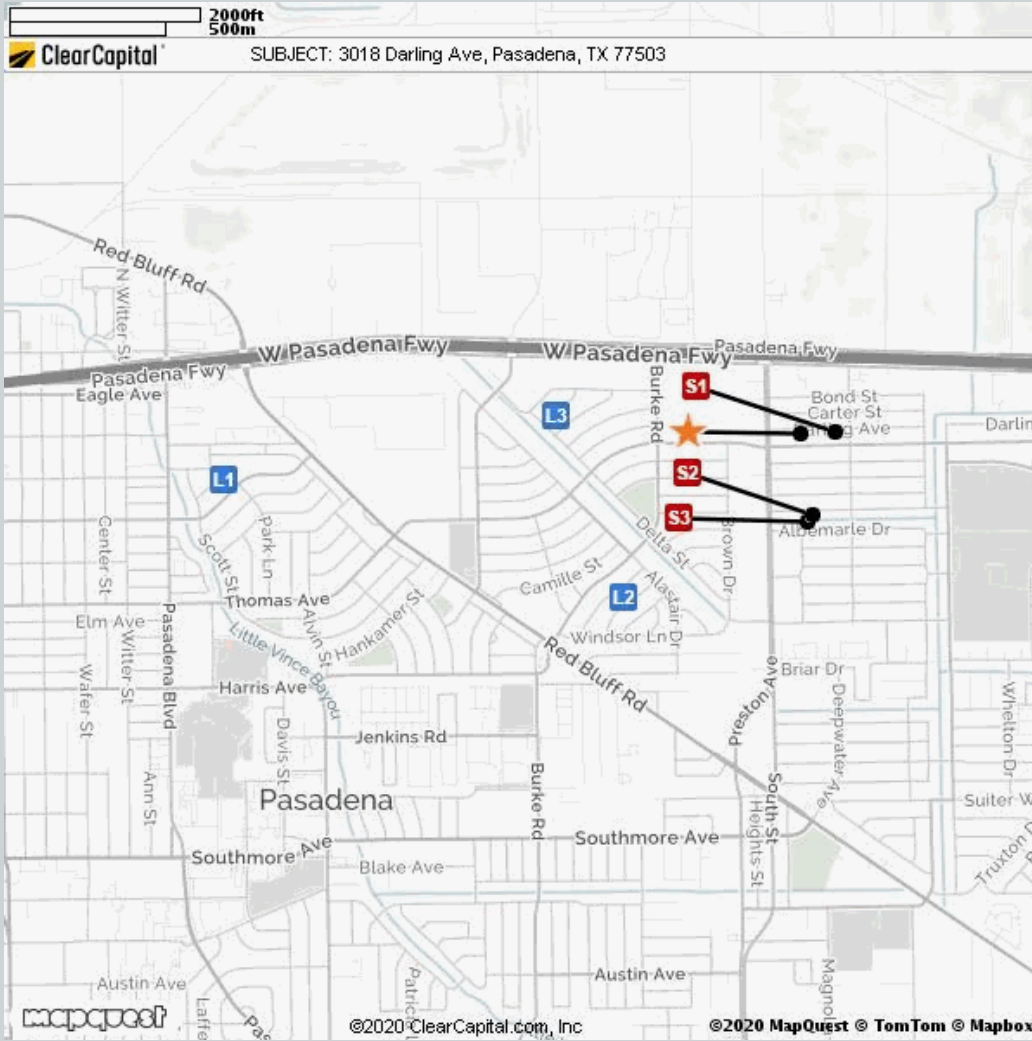 2000ft
500m
ClearCapital
SUBJECT: 3018 Darling Ave, Pasadena, TX 77503
Red Bluff Rd
N Witter St
W Pasadena Fwy
W Pasadena Fwy
Pasadena Fwy
Pasadena Fwy
Eagle Ave
S1
Burke Rd
Bond St
Carter St
L3
Ave
Darlin
S2
L1
S3
Center St
Park Ln
Scott St
Delta St
Brown Dr
Albemarle Dr
Camille St
L2
Alastair Dr
Thomas Ave
Elm Ave
Alvin St
Hankamer St
Windsor Ln
Little Vince Bayou
Pasadena Blvd
Witter St
Wafer St
Harris Ave
Red Bluff Rd
Briar Dr
Preston Ave
Deepwater Ave
Whelton Dr
Davis St
Jenkins Rd
Ann St
Pasadena
Burke Rd
South St
Heights St
Suiter W
Southmore Ave
Southmore Ave
Truxton D
Blake Ave
Austin Ave
Austin Ave
Laffe
Pas
Magnol
mapquest
©2020 ClearCapital.com, Inc
©2020 MapQuest © TomTom © Mapbox